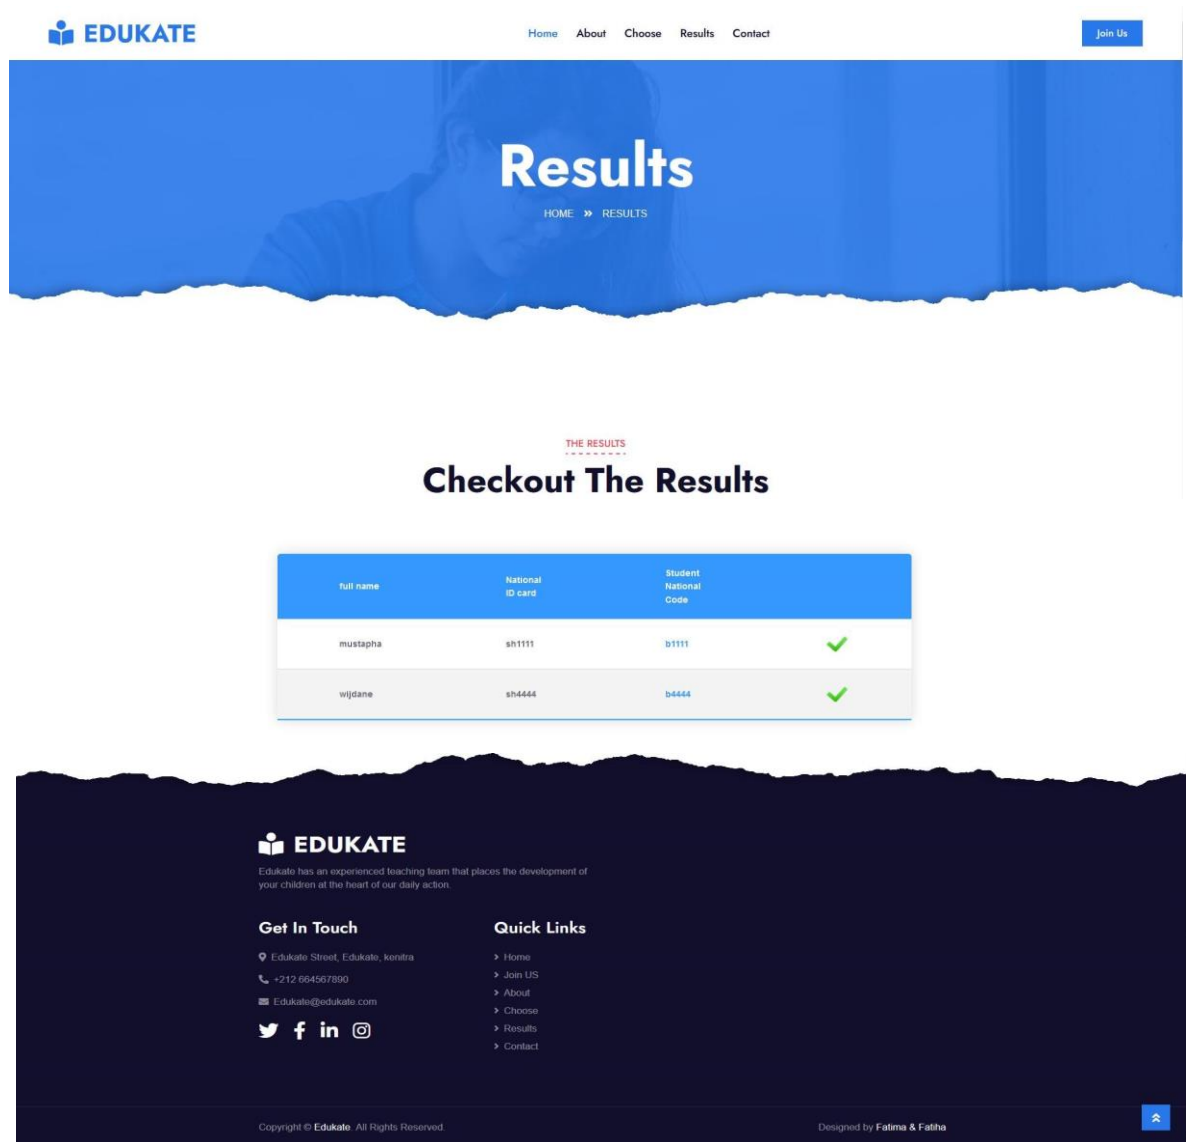 EDUKATE
Home About Choose Results Contact
Join Us
Results
HOME » RESULTS
THE RESULTS
Checkout The Results
full name National ID card Student National Code
mustapha sh1111 b1111
wijdane sh4444 b4444
EDUKATE
Edukate has an experienced teaching team that places the development of
your children at the heart of our daily action.
Get In Touch
Edukate Street, Edukate, kenitra
+212 664567890
Edukate@edukate.com
Quick Links
Home
Join US
About
Choose
Results
Contact
Copyright © Edukate. All Rights Reserved.
Designed by Fatima & Fatiha